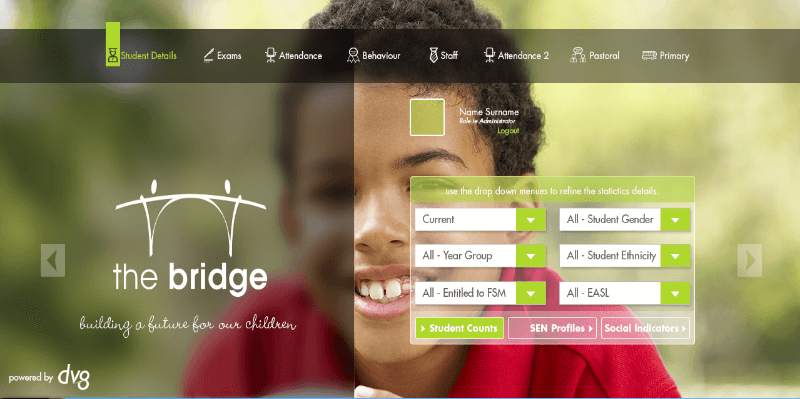 Student Details
Exams
Attendance
Behaviour
Staff
Attendance 2
Pastoral
Primary
Name Surname
Role is Administrator
Logout
use the drop down menues to refine the statictics details.
Current
All - Student Gender
All - Year Group
All - Student Ethnicity
All - Entitled to FSM
All - EASL
Student Counts
SEN Profiles
Social Indicators
the bridge
building a future for our children
powered by dvg